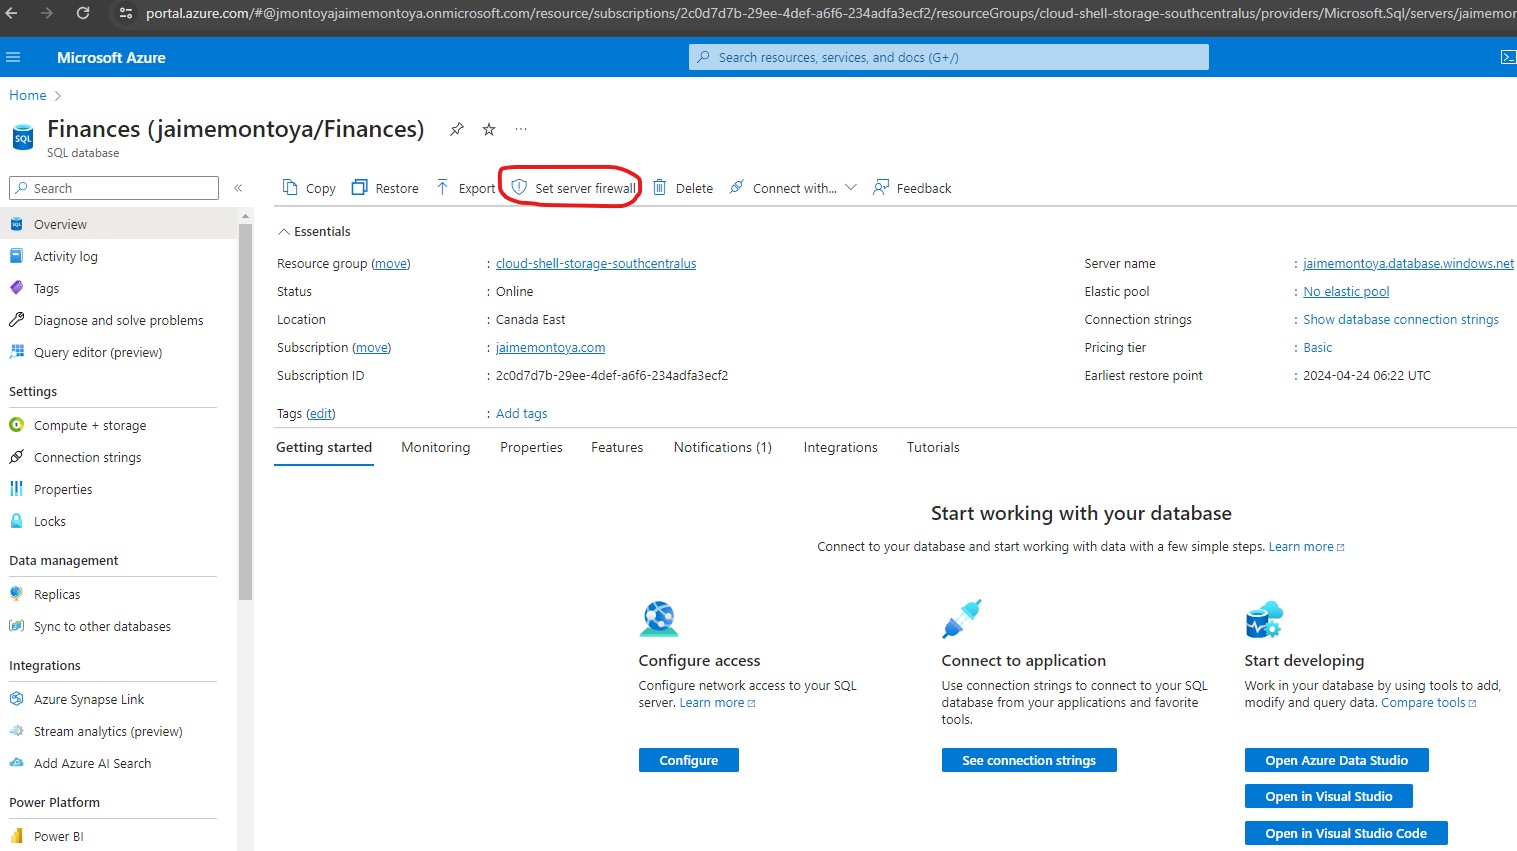 portal.azure.com/#@jmontoyajaimemontoya.onmicrosoft.com/resource/subscriptions/2c0d7d7b-29ee-4def-a6f6-234adfa3ecf2/resourceGroups/cloud-shell-storage-southcentralus/providers/Microsoft.Sql/servers/jaimemon
Microsoft Azure
Search resources, services, and docs (G+/)
Home
Finances (jaimemontoya/Finances)
SQL database
Search
Copy Restore Export Set server firewall Delete Connect with... Feedback
Overview
Activity log
Tags
Diagnose and solve problems
Query editor (preview)
Settings
Compute + storage
Connection strings
Properties
Locks
Data management
Replicas
Sync to other databases
Integrations
Azure Synapse Link
Stream analytics (preview)
Add Azure AI Search
Power Platform
Power BI
Essentials
Resource group (move) : cloud-shell-storage-southcentralus
Status : Online
Location : Canada East
Subscription (move) : jaimemontoya.com
Subscription ID : 2c0d7d7b-29ee-4def-a6f6-234adfa3ecf2
Tags (edit) : Add tags
Server name : jaimemontoya.database.windows.net
Elastic pool : No elastic pool
Connection strings : Show database connection strings
Pricing tier : Basic
Earliest restore point : 2024-04-24 06:22 UTC
Getting started Monitoring Properties Features Notifications (1) Integrations Tutorials
Start working with your database
Connect to your database and start working with data with a few simple steps. Learn more
Configure access
Configure network access to your SQL
server. Learn more
Configure
Connect to application
Use connection strings to connect to your SQL
database from your applications and favorite
tools.
See connection strings
Start developing
Work in your database by using tools to add,
modify and query data. Compare tools
Open Azure Data Studio
Open in Visual Studio
Open in Visual Studio Code